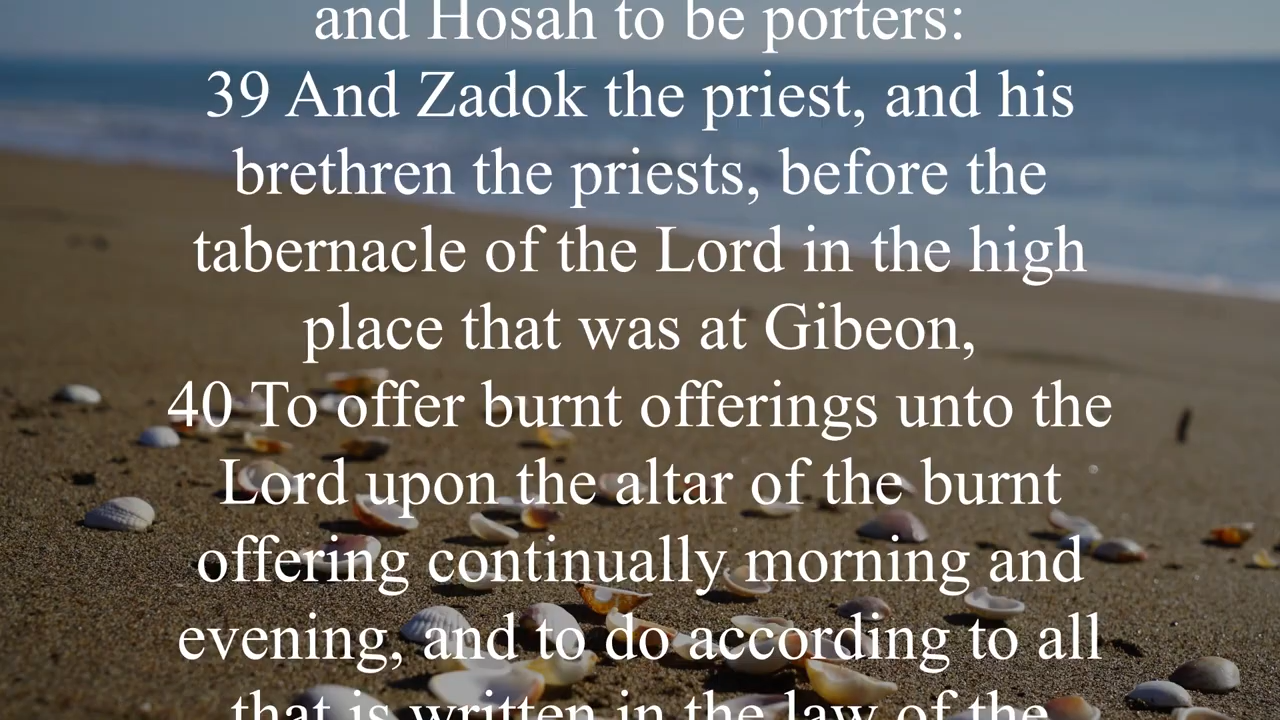 and Hosah to be porters:
39 And Zadok the priest, and his
brethren the priests, before the
tabernacle of the Lord in the high
place that was at Gibeon,
40 To offer burnt offerings unto the
Lord upon the altar of the burnt
offering continually morning and
evening, and to do according to all
that is written in the law of the